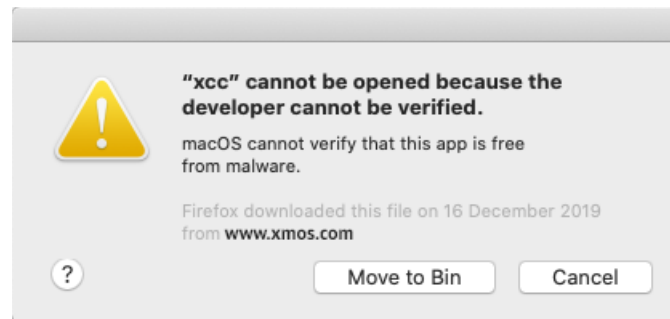 “xcc” cannot be opened because the
developer cannot be verified.
macOS cannot verify that this app is free
from malware.
Firefox downloaded this file on 16 December 2019
from www.xmos.com
? Move to Bin Cancel